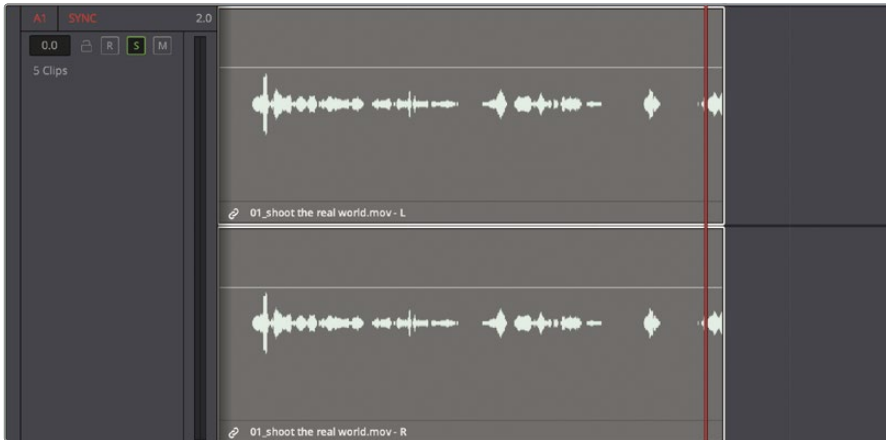 A1 SYNC 2.0
0.0 R S M
5 Clips
01_shoot the real world.mov - L
01_shoot the real world.mov - R